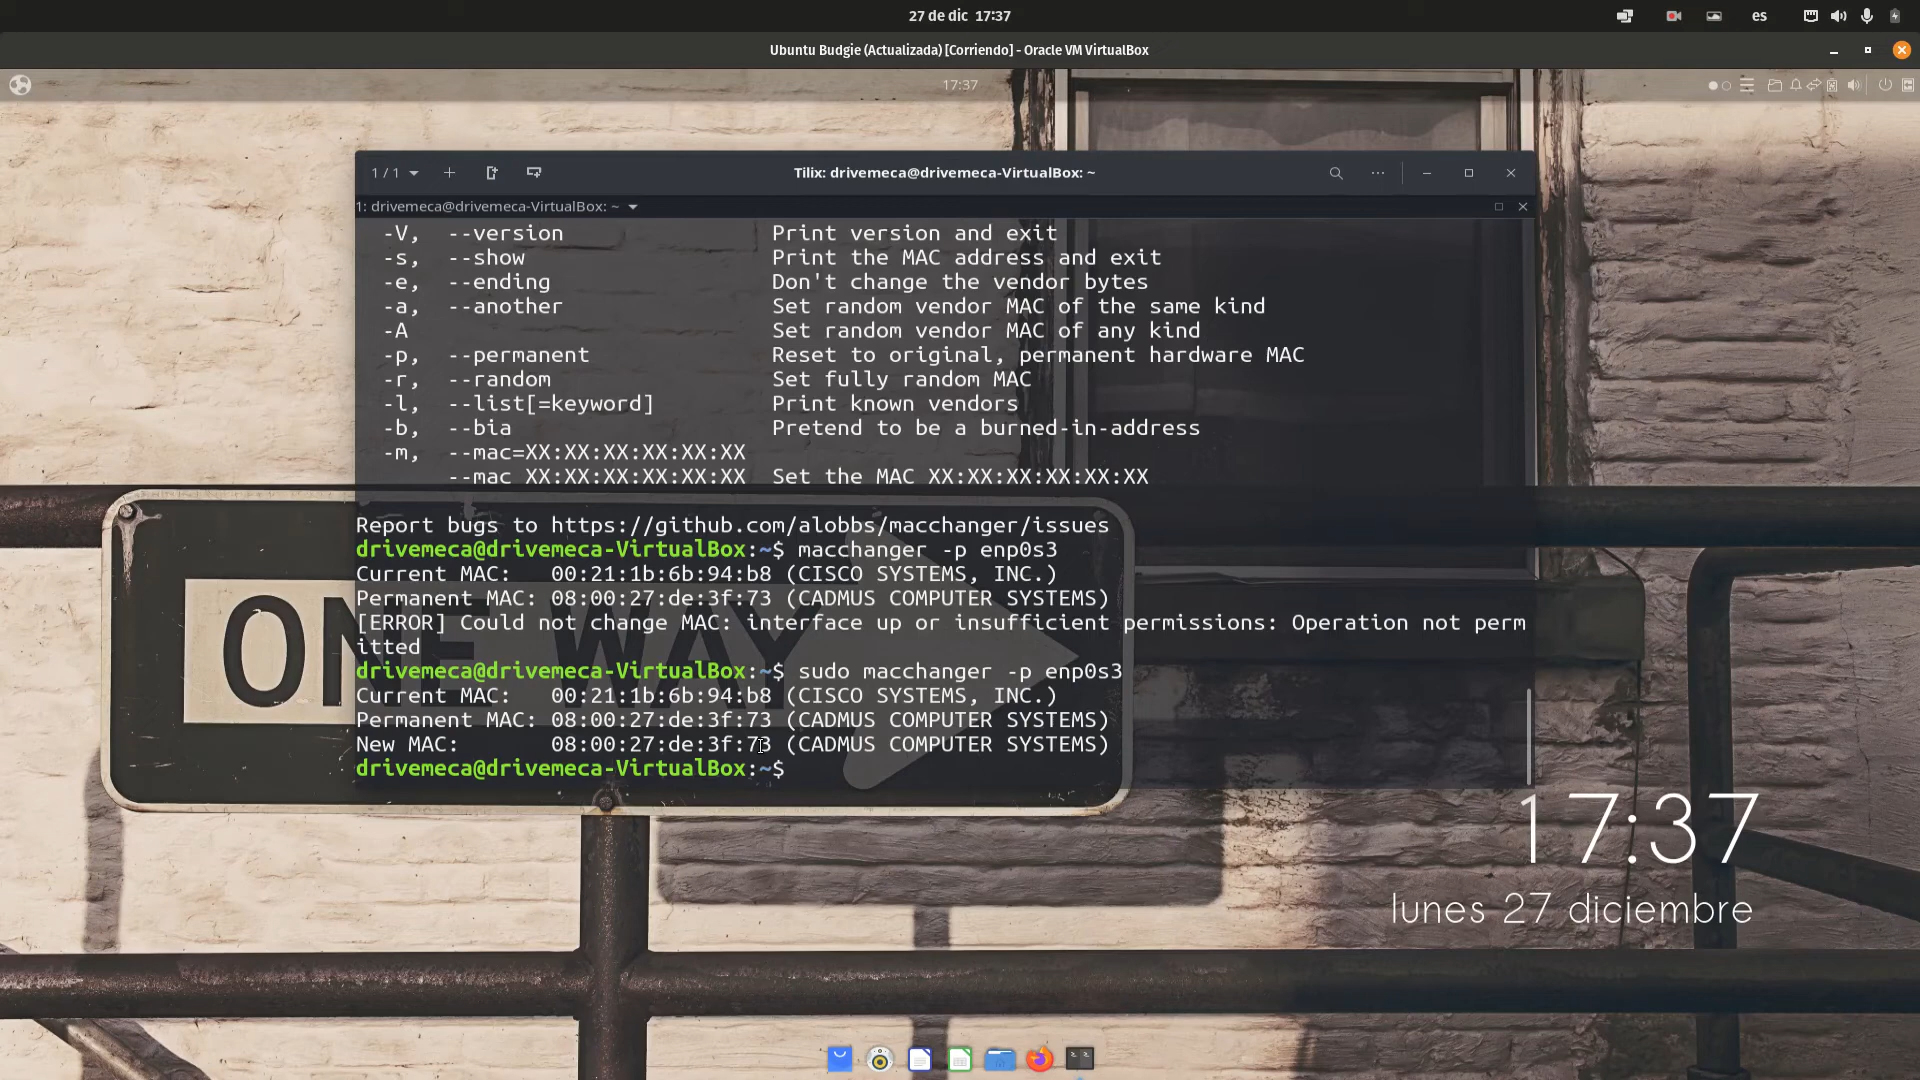 27 de dic  17:37
es
Ubuntu Budgie (Actualizada) [Corriendo] - Oracle VM VirtualBox
17:37
1 / 1
Tilix: drivemeca@drivemeca-VirtualBox: ~
1: drivemeca@drivemeca-VirtualBox: ~
-V,  --version                Print version and exit
-s,  --show                   Print the MAC address and exit
-e,  --ending                 Don't change the vendor bytes
-a,  --another                Set random vendor MAC of the same kind
-A                            Set random vendor MAC of any kind
-p,  --permanent              Reset to original, permanent hardware MAC
-r,  --random                 Set fully random MAC
-l,  --list[=keyword]         Print known vendors
-b,  --bia                    Pretend to be a burned-in-address
-m,  --mac=XX:XX:XX:XX:XX:XX
     --mac XX:XX:XX:XX:XX:XX  Set the MAC XX:XX:XX:XX:XX:XX
Report bugs to https://github.com/alobbs/macchanger/issues
drivemeca@drivemeca-VirtualBox:~$ macchanger -p enp0s3
Current MAC:   00:21:1b:6b:94:b8 (CISCO SYSTEMS, INC.)
Permanent MAC: 08:00:27:de:3f:73 (CADMUS COMPUTER SYSTEMS)
[ERROR] Could not change MAC: interface up or insufficient permissions: Operation not perm
itted
drivemeca@drivemeca-VirtualBox:~$ sudo macchanger -p enp0s3
Current MAC:   00:21:1b:6b:94:b8 (CISCO SYSTEMS, INC.)
Permanent MAC: 08:00:27:de:3f:73 (CADMUS COMPUTER SYSTEMS)
New MAC:       08:00:27:de:3f:73 (CADMUS COMPUTER SYSTEMS)
drivemeca@drivemeca-VirtualBox:~$
ONE WAY
17:37
lunes 27 diciembre